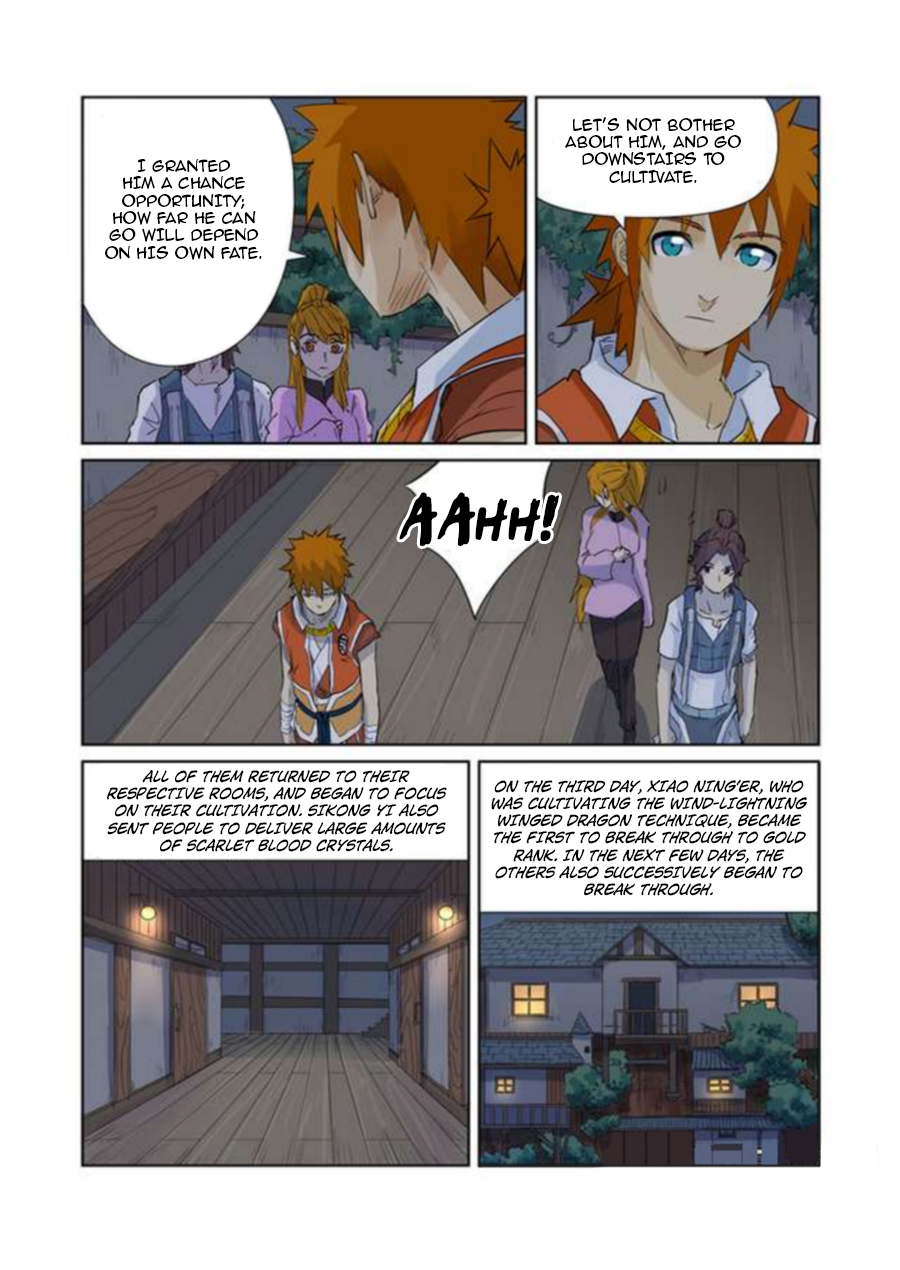 I GRANTED
HIM A CHANCE
OPPORTUNITY;
HOW FAR HE CAN
GO WILL DEPEND
ON HIS OWN FATE.
LET'S NOT BOTHER
ABOUT HIM, AND GO
DOWNSTAIRS TO
CULTIVATE.
AAHH!
ALL OF THEM RETURNED TO THEIR
RESPECTIVE ROOMS, AND BEGAN TO FOCUS
ON THEIR CULTIVATION. SIKONG YI ALSO
SENT PEOPLE TO DELIVER LARGE AMOUNTS
OF SCARLET BLOOD CRYSTALS.
ON THE THIRD DAY, XIAO NING'ER, WHO
WAS CULTIVATING THE WIND-LIGHTNING
WINGED DRAGON TECHNIQUE, BECAME
THE FIRST TO BREAK THROUGH TO GOLD
RANK. IN THE NEXT FEW DAYS, THE
OTHERS ALSO SUCCESSIVELY BEGAN TO
BREAK THROUGH.